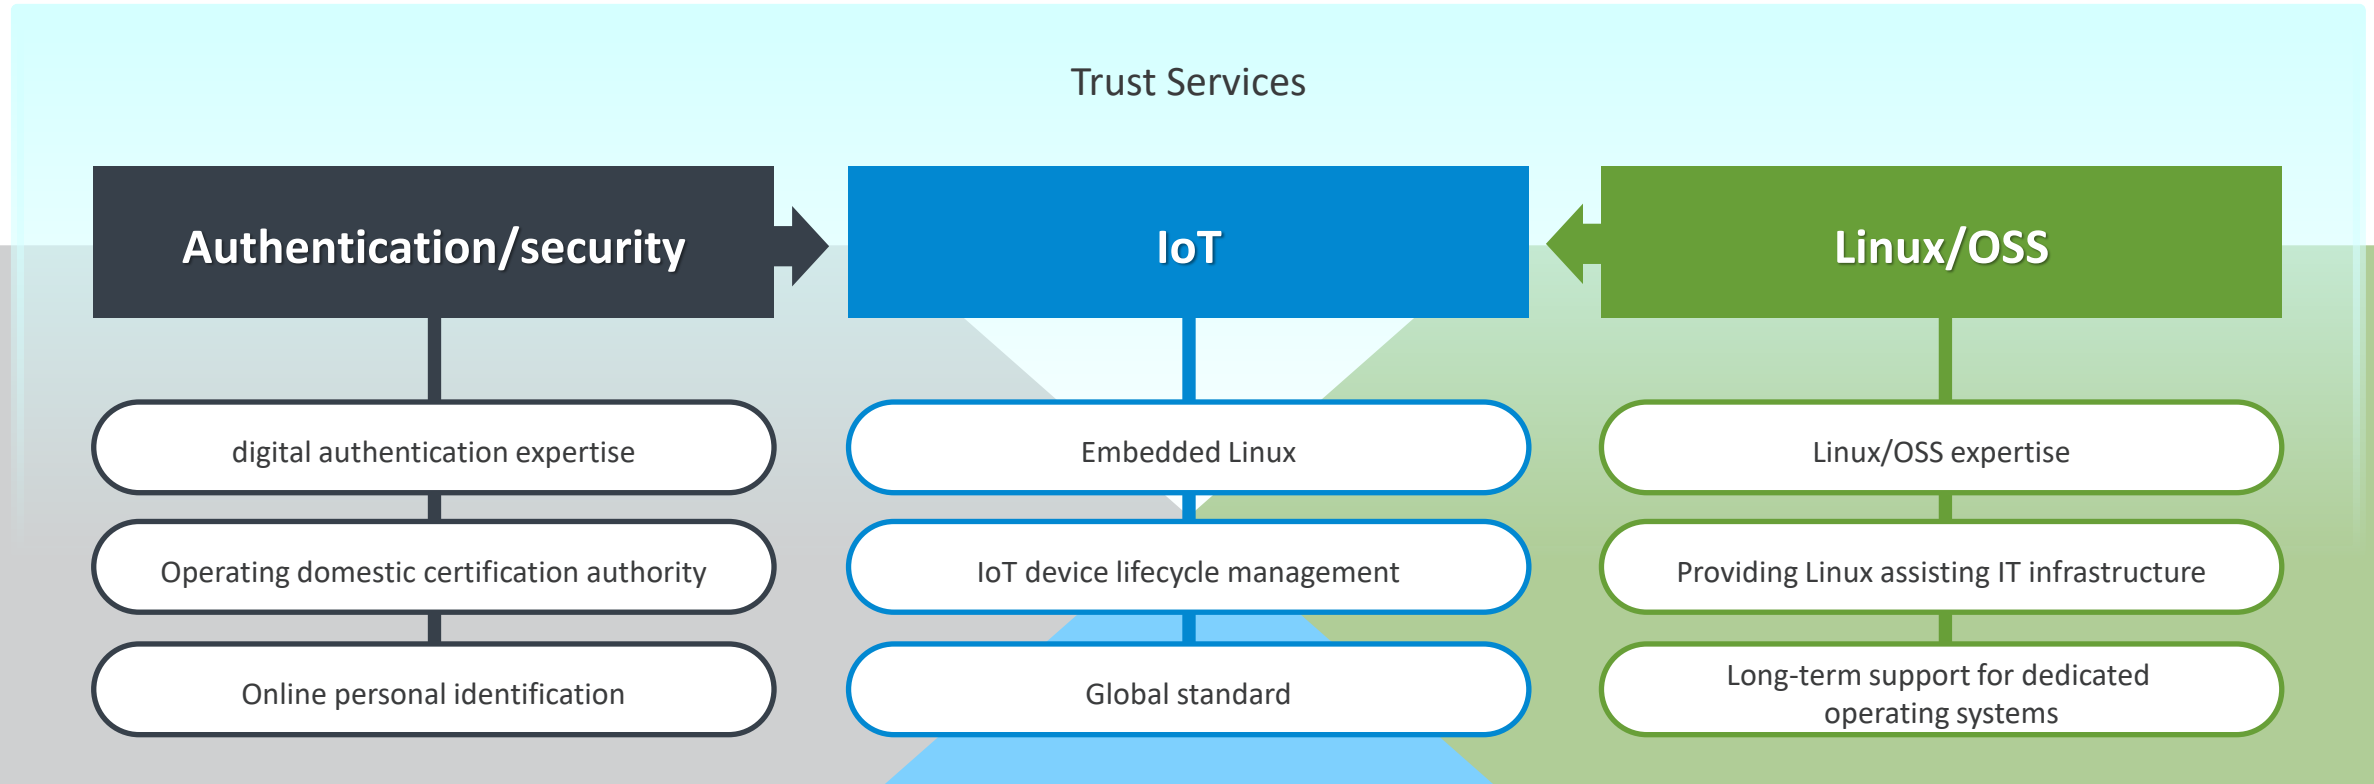 Trust Services
Authentication/security
IoT
Linux/OSS
digital authentication expertise
Embedded Linux
Linux/OSS expertise
Operating domestic certification authority
IoT device lifecycle management
Providing Linux assisting IT infrastructure
Online personal identification
Global standard
Long-term support for dedicated
operating systems